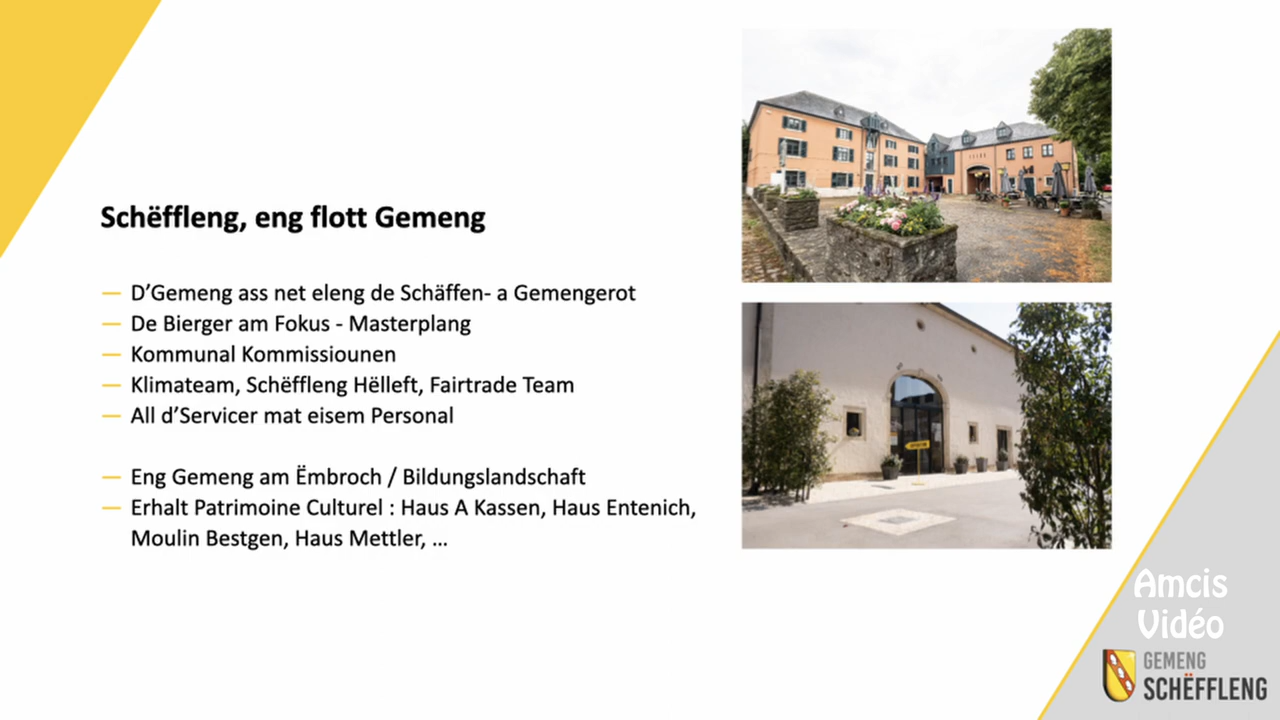 Schëffleng, eng flott Gemeng
— D’Gemeng ass net eleng de Schäffen- a Gemengerot
— De Bierger am Fokus - Masterplang
— Kommunal Kommissiounen
— Klimateam, Schëffleng Hëlleft, Fairtrade Team
— All d’Servicer mat eisem Personal
— Eng Gemeng am Ëmbroch / Bildungslandschaft
— Erhalt Patrimoine Culturel : Haus A Kassen, Haus Entenich,
Moulin Bestgen, Haus Mettler, ...
Amcis
Vidéo
GEMENG
SCHËFFLENG